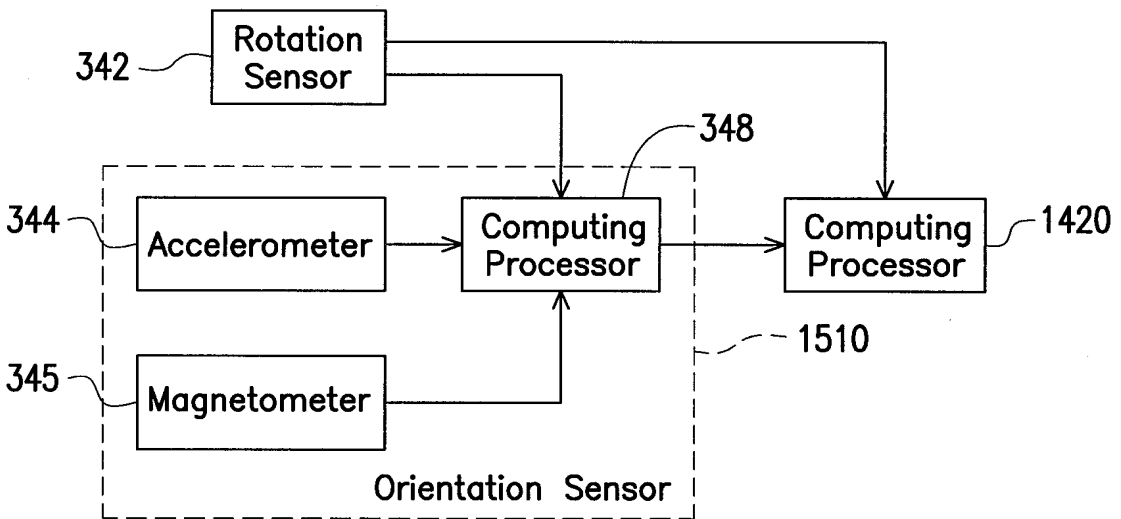 Rotation
Sensor
342
348
344
Accelerometer
Computing
Processor
Computing
Processor
1420
1510
345
Magnetometer
Orientation Sensor